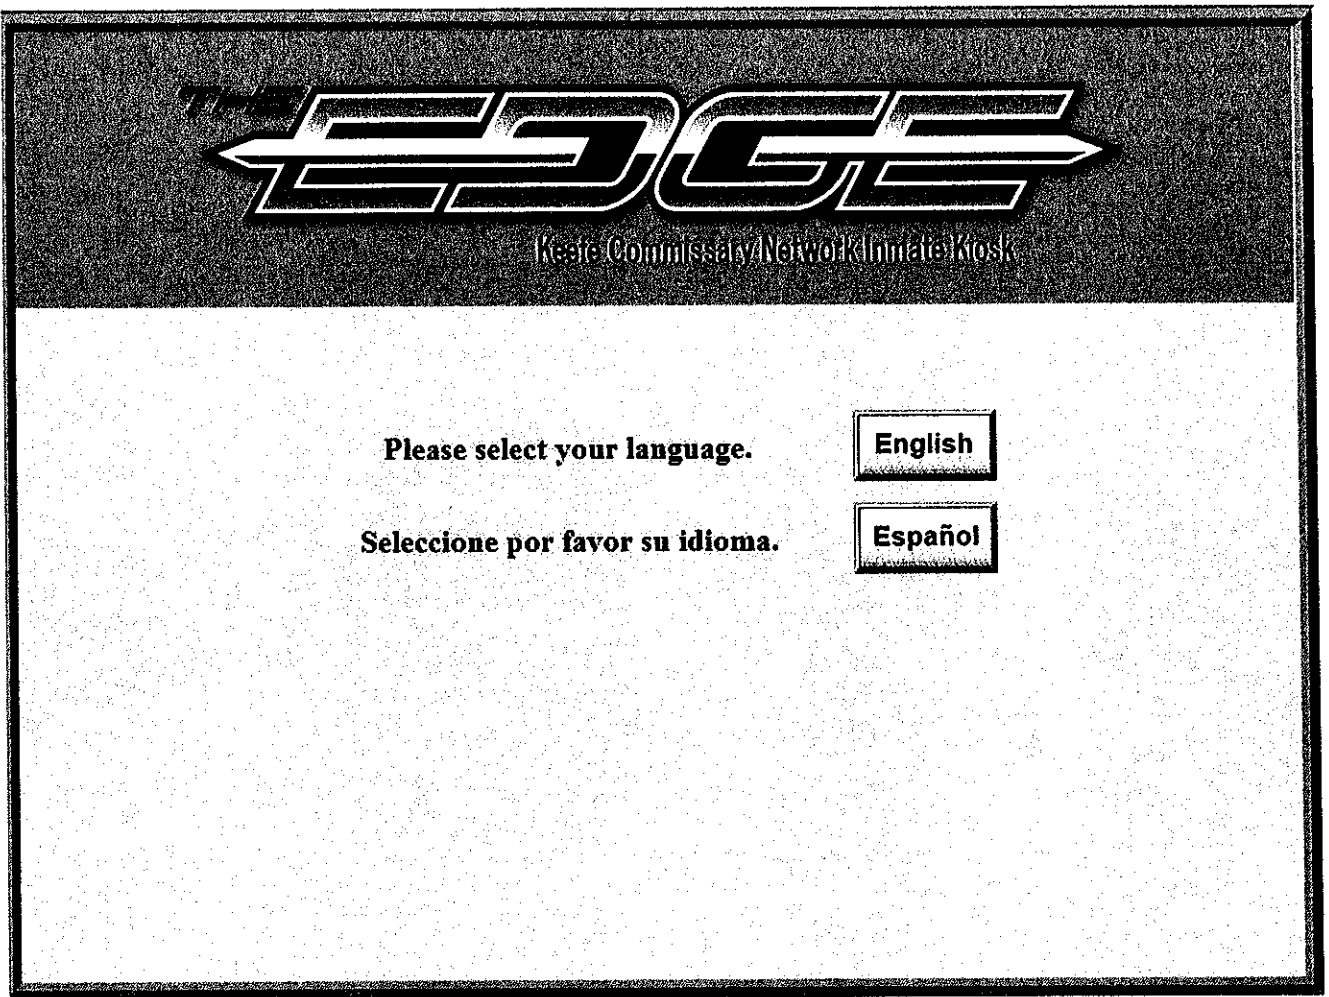 THE
EDGE
Keefe Commissary Network Inmate Kiosk
Please select your language.
English
Seleccione por favor su idioma.
Español